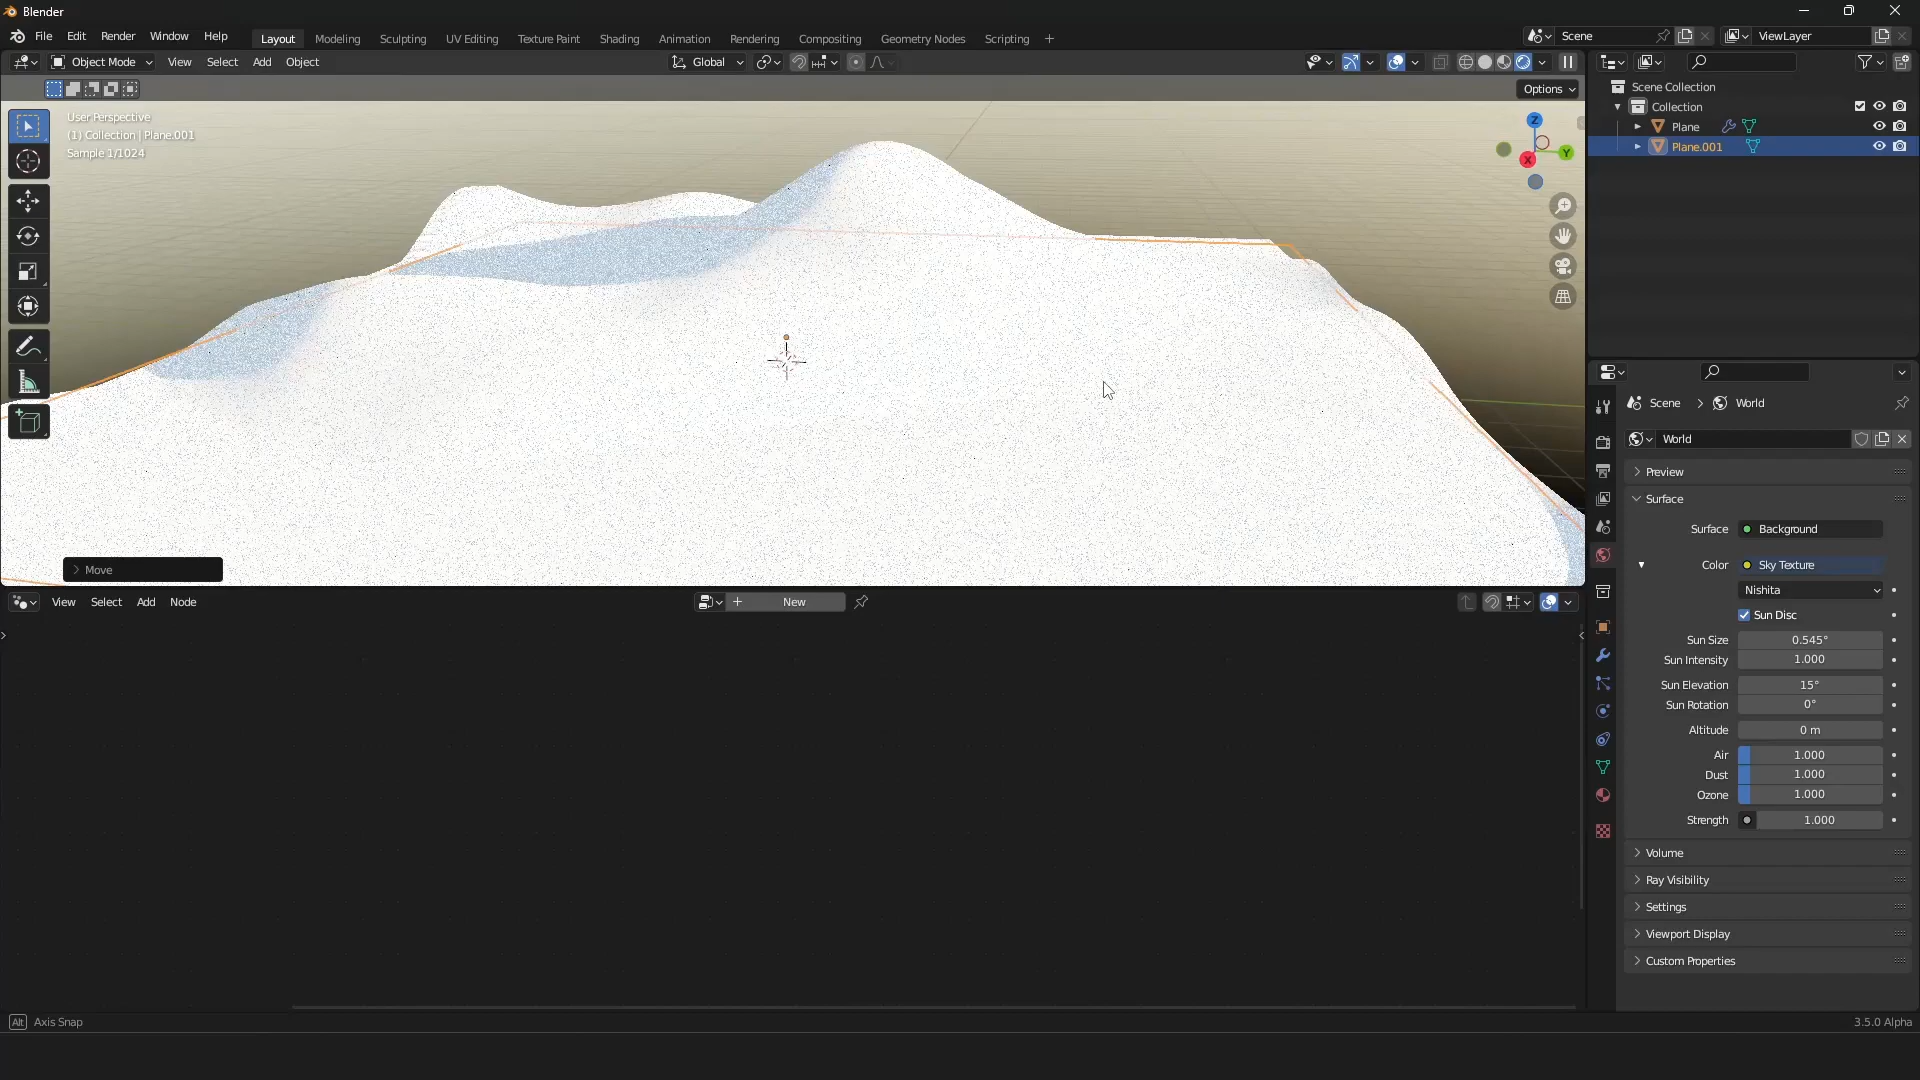 Blender
File Edit Render Window Help Layout Modeling Sculpting UV Editing Texture Paint Shading Animation Rendering Compositing Geometry Nodes Scripting + Scene ViewLayer
Object Mode View Select Add Object Global
Options
User Perspective
(1) Collection | Plane.001
Sample 1/1024
Z
Y
X
Move
Scene Collection
Collection
Plane
Plane.001
Scene > World
World
Preview
Surface
Surface Background
Color Sky Texture
Nishita
Sun Disc
Sun Size 0.545°
Sun Intensity 1.000
Sun Elevation 15°
Sun Rotation 0°
Altitude 0 m
Air 1.000
Dust 1.000
Ozone 1.000
Strength 1.000
Volume
Ray Visibility
Settings
Viewport Display
Custom Properties
View Select Add Node + New
Alt Axis Snap
3.5.0 Alpha